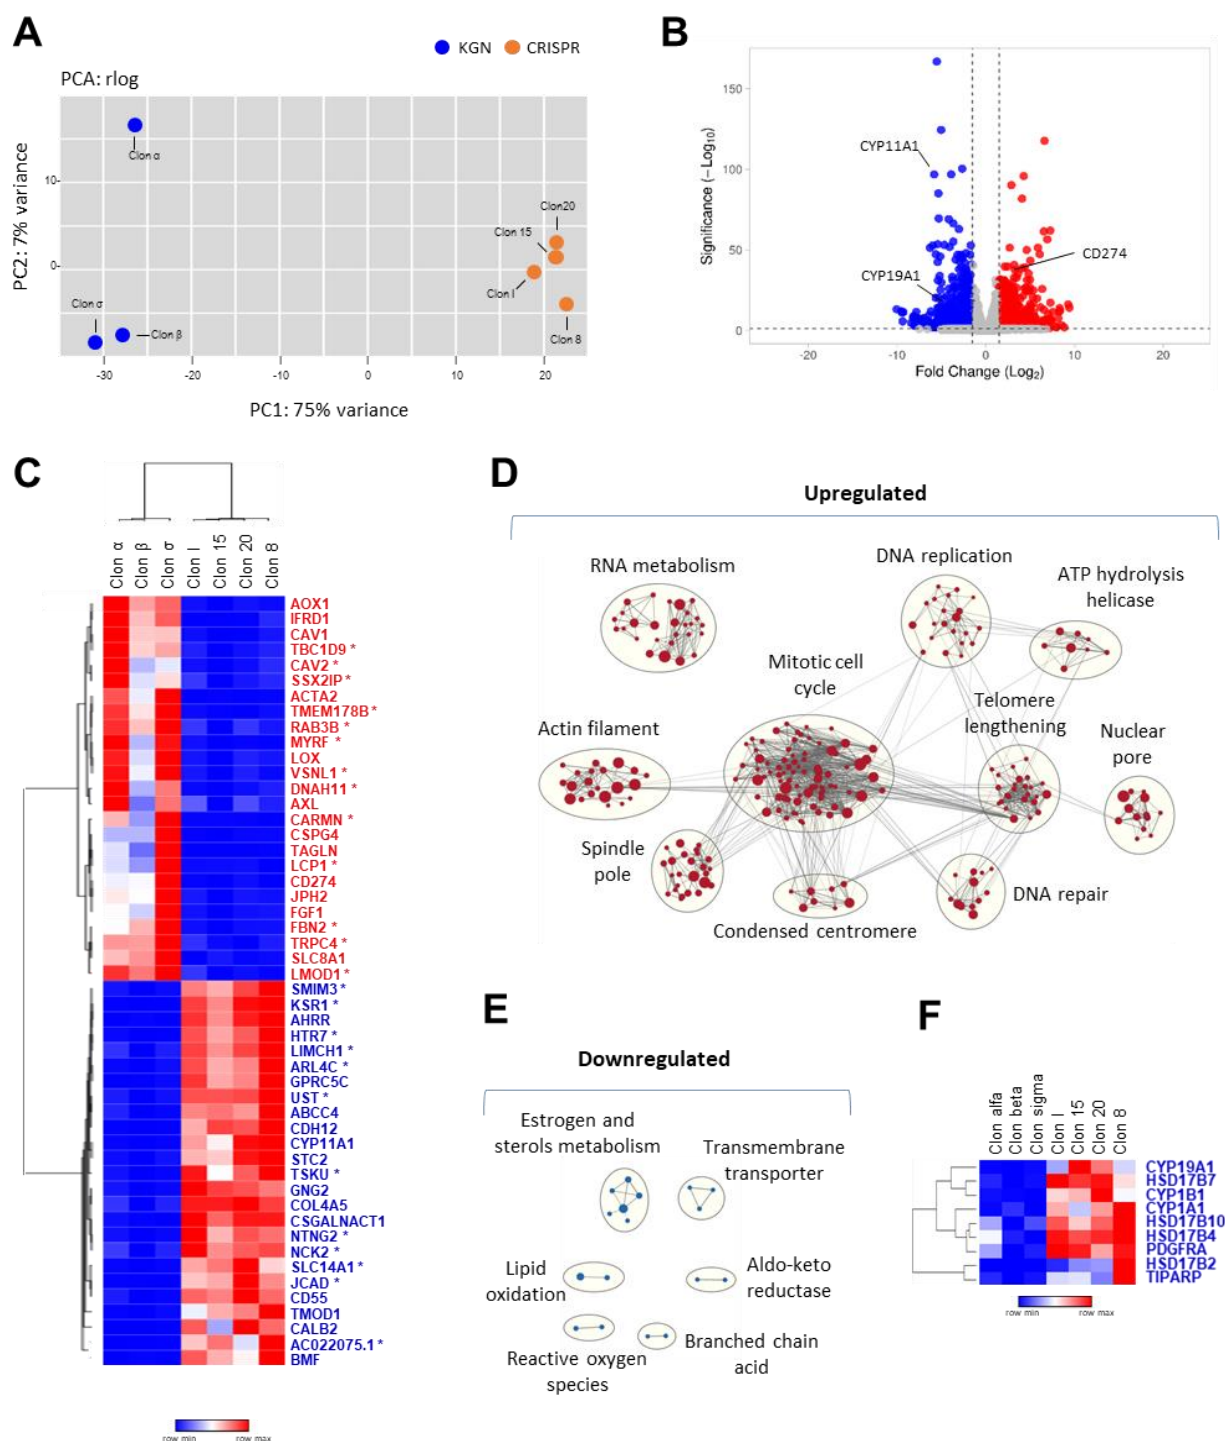 A
KGN
CRISPR
PCA: rlog
PC2: 7% variance
10
0
Clon α
Clon20
Clon 15
Clon I
Clon 8
Clon σ
Clon β
-30
-20
-10
0
10
20
PC1: 75% variance
B
Significance (−Log10)
150
100
50
0
CYP11A1
CYP19A1
CD274
-20
-10
0
10
20
Fold Change (Log2)
C
Clon α
Clon β
Clon σ
Clon I
Clon 15
Clon 20
Clon 8
AOX1
IFRD1
CAV1
TBC1D9 *
CAV2 *
SSX2IP *
ACTA2
TMEM178B *
RAB3B *
MYRF *
LOX
VSNL1 *
DNAH11 *
AXL
CARMN *
CSPG4
TAGLN
LCP1 *
CD274
JPH2
FGF1
FBN2 *
TRPC4 *
SLC8A1
LMOD1 *
SMIM3 *
KSR1 *
AHRR
HTR7 *
LIMCH1 *
ARL4C *
GPRC5C
UST *
ABCC4
CDH12
CYP11A1
STC2
TSKU *
GNG2
COL4A5
CSGALNACT1
NTNG2 *
NCK2 *
SLC14A1 *
JCAD *
CD55
TMOD1
CALB2
AC022075.1 *
BMF
row min
row max
D
Upregulated
RNA metabolism
DNA replication
ATP hydrolysis
helicase
Mitotic cell
cycle
Telomere
lengthening
Actin filament
Nuclear
pore
Spindle
pole
DNA repair
Condensed centromere
E
Downregulated
Estrogen and
sterols metabolism
Transmembrane
transporter
Lipid
oxidation
Aldo-keto
reductase
Reactive oxygen
species
Branched chain
acid
F
Clon alfa
Clon beta
Clon sigma
Clon I
Clon 15
Clon 20
Clon 8
CYP19A1
HSD17B7
CYP1B1
CYP1A1
HSD17B10
HSD17B4
PDGFRA
HSD17B2
TIPARP
row min
row max